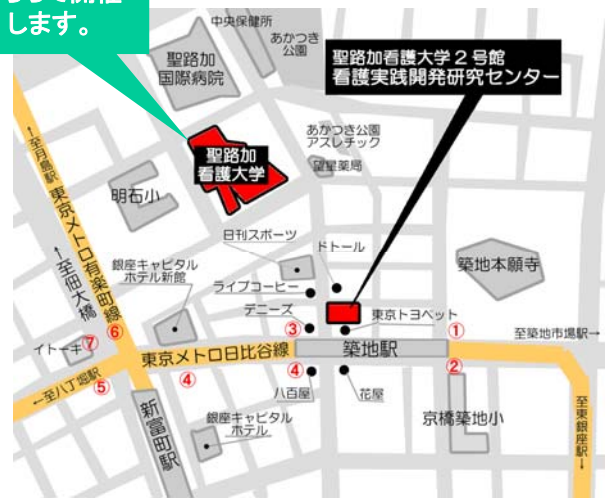 ちらで開催
します。
中央保健所
あかつき
公園
聖路加
国際病院
聖路加看護大学2号館
看護実践開発研究センター
聖路加
看護大学
あかつき公園
アスレチック
望星薬局
明石小
日刊スポーツ
ドトール
築地本願寺
←至月島駅
東京メトロ有楽町線
←至佃大橋
銀座キャピタル
ホテル新館
ライブコーヒー
デニーズ
東京トヨペット
イトーキ
⑦
⑥
③
①
至築地市場駅→
東京メトロ日比谷線
築地駅
④
④
②
⑤
←至八丁堀駅
八百屋
花屋
新富町駅
銀座キャピタル
ホテル
京橋築地小
至東銀座駅→